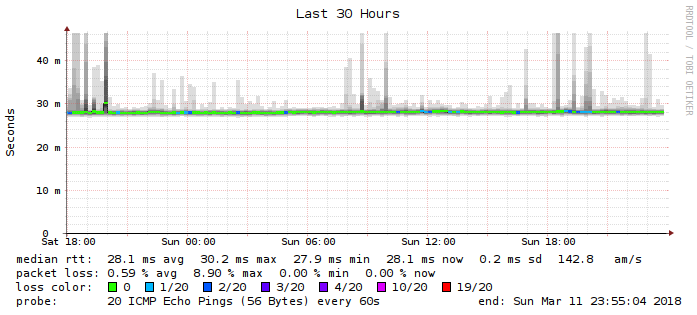 Last 30 Hours
RRDTOOL / TOBI OETIKER
Seconds
40 m
30 m
20 m
10 m
0
Sat 18:00 Sun 00:00 Sun 06:00 Sun 12:00 Sun 18:00
median rtt: 28.1 ms avg 30.2 ms max 27.9 ms min 28.1 ms now 0.2 ms sd 142.8 am/s
packet loss: 0.59 % avg 8.90 % max 0.00 % min 0.00 % now
loss color: 0 1/20 2/20 3/20 4/20 10/20 19/20
probe: 20 ICMP Echo Pings (56 Bytes) every 60s end: Sun Mar 11 23:55:04 2018